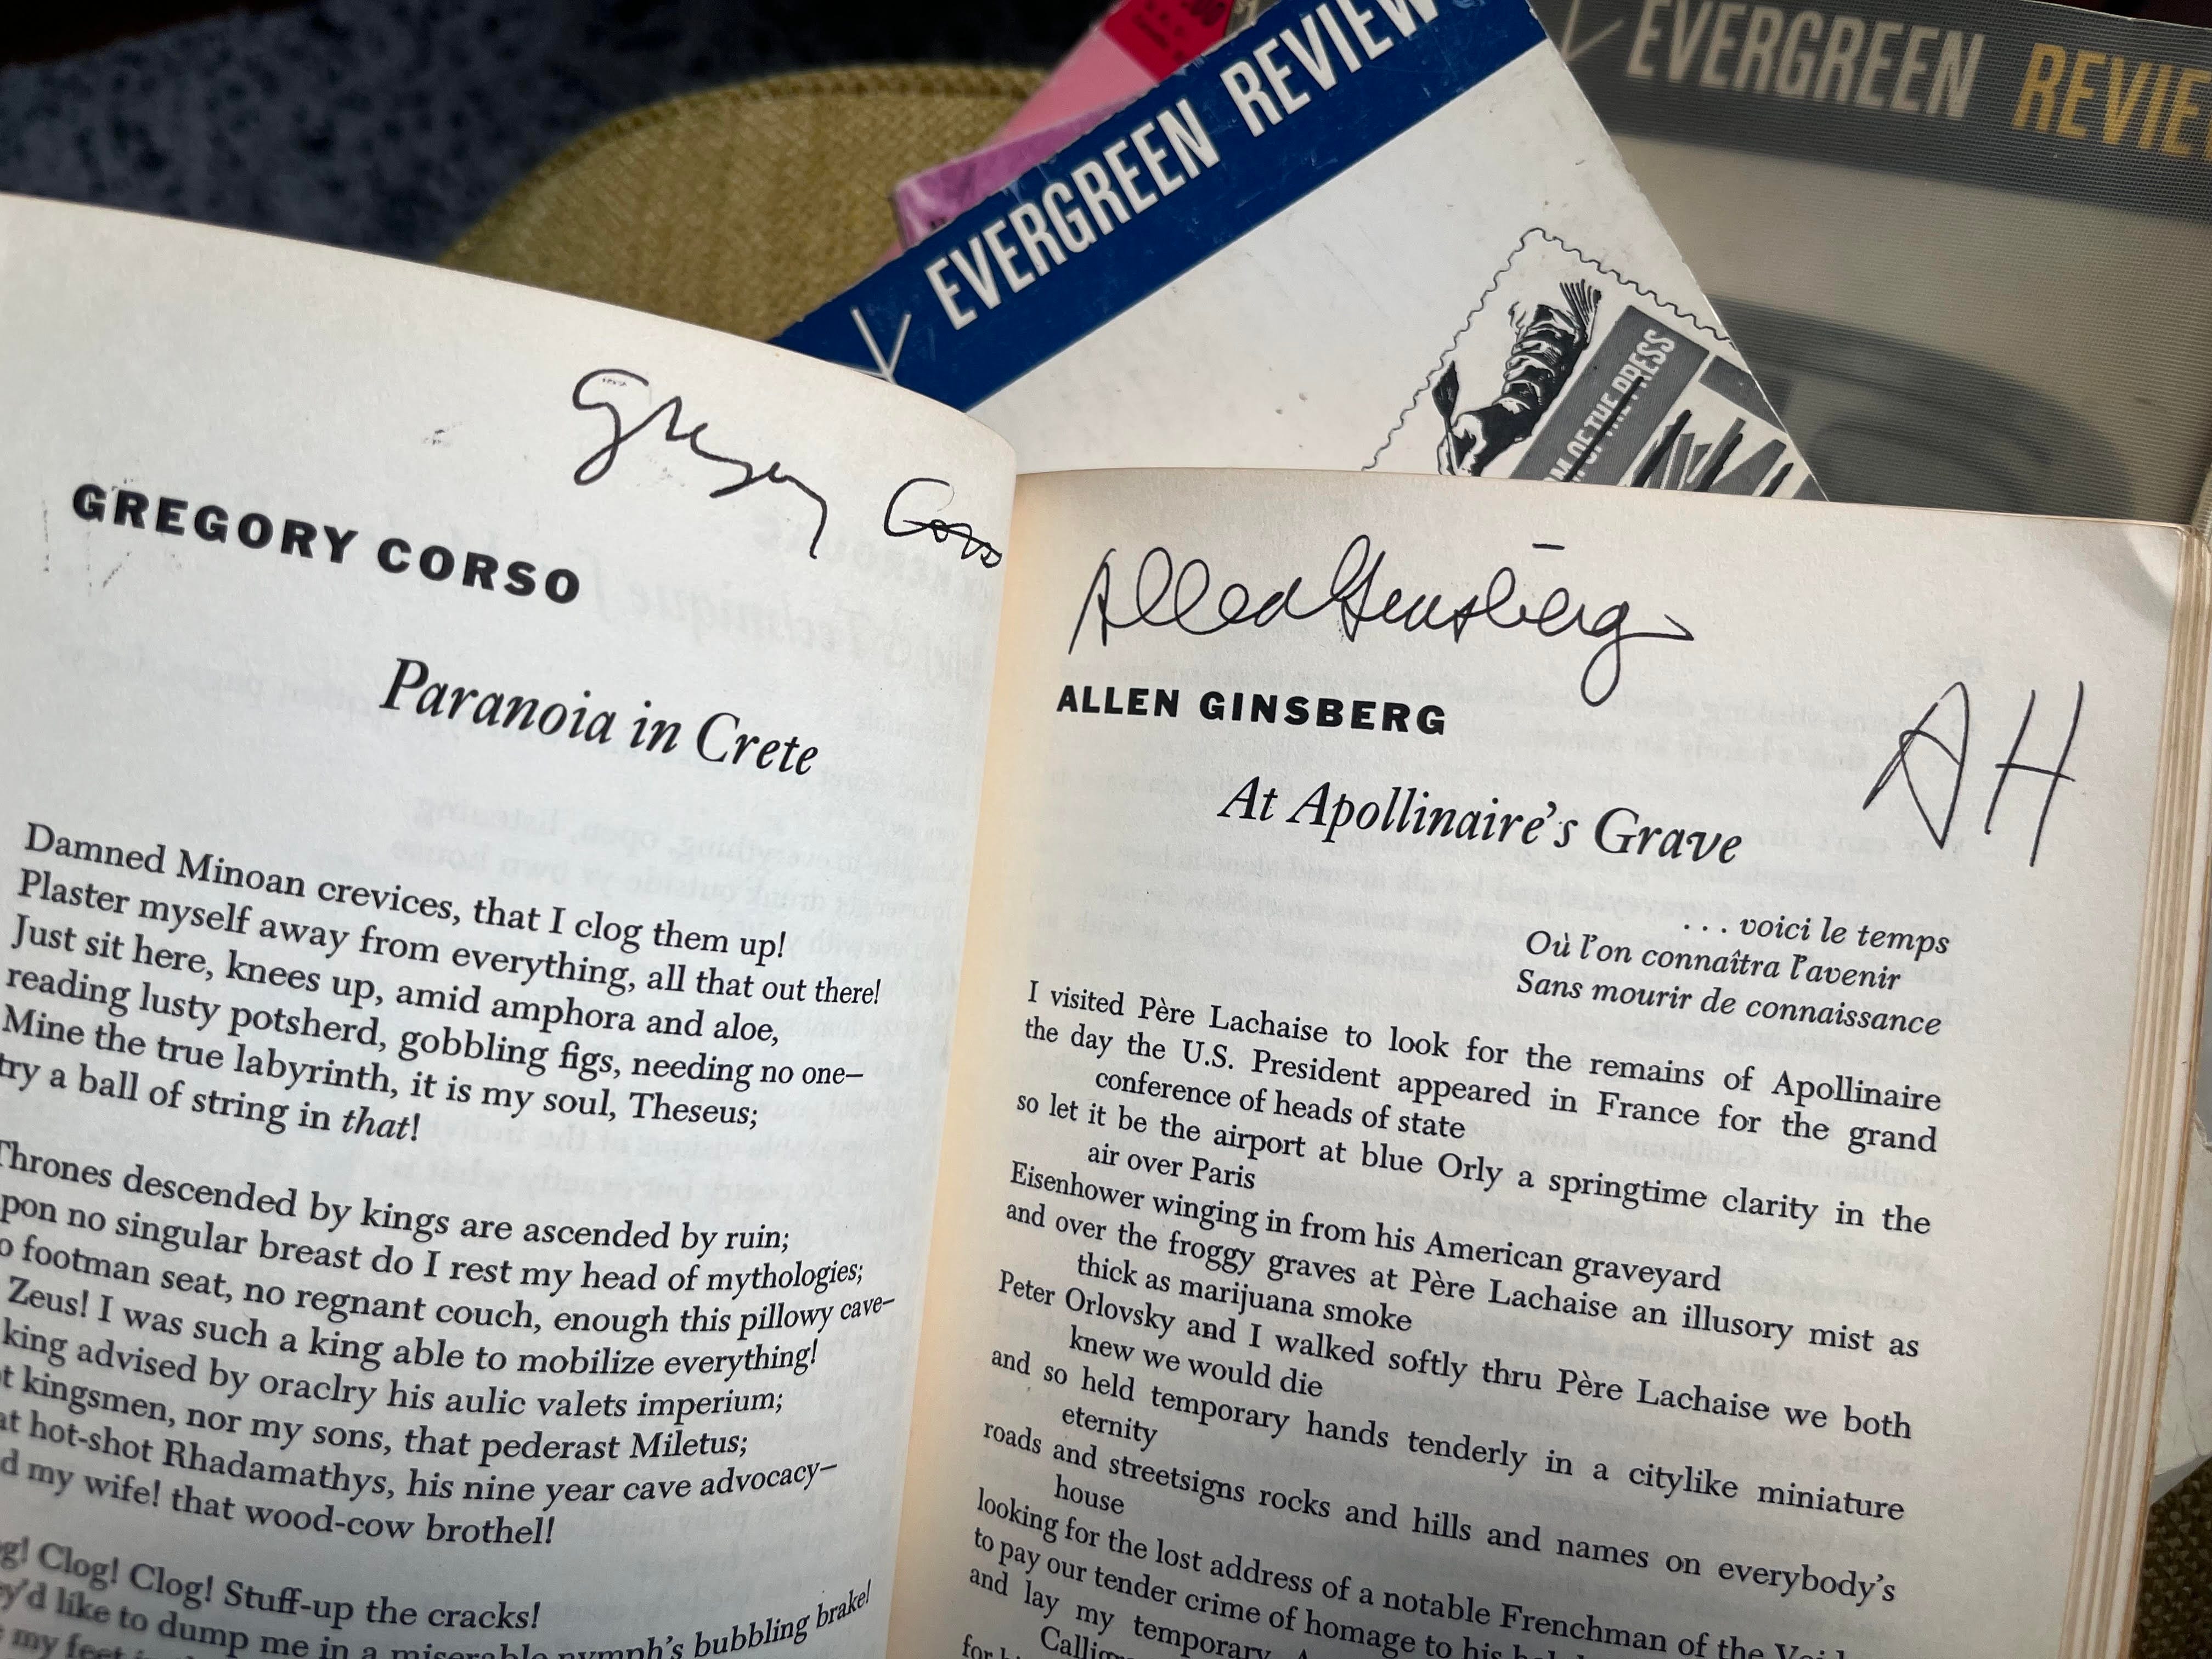 EVERGREEN REVIEW
EVERGREEN
OF THE PRESS
Gregory Corso
GREGORY CORSO
Paranoia in Crete
Damned Minoan crevices, that I clog them up!
Plaster myself away from everything, all that out there!
Just sit here, knees up, amid amphora and aloe,
reading lusty potsherd, gobbling figs, needing no one—
Mine the true labyrinth, it is my soul, Theseus;
try a ball of string in that!
Thrones descended by kings are ascended by ruin;
no singular breast do I rest my head of mythologies;
footman seat, no regnant couch, enough this pillowy cave—
Zeus! I was such a king able to mobilize everything!
king advised by oraclry his aulic valets imperium;
kingsmen, nor my sons, that pederast Miletus;
hot-shot Rhadamathys, his nine year cave advocacy—
my wife! that wood-cow brothel!
Clog! Clog! Stuff-up the cracks!
like to dump me in a miserable nymph's bubbling brake!
my feet
Allen Ginsberg
ALLEN GINSBERG
AH
At Apollinaire's Grave
. . . voici le temps
Où l'on connaîtra l'avenir
Sans mourir de connaissance
I visited Père Lachaise to look for the remains of Apollinaire
the day the U.S. President appeared in France for the grand
conference of heads of state
so let it be the airport at blue Orly a springtime clarity in the
air over Paris
Eisenhower winging in from his American graveyard
and over the froggy graves at Père Lachaise an illusory mist as
thick as marijuana smoke
Peter Orlovsky and I walked softly thru Père Lachaise we both
knew we would die
and so held temporary hands tenderly in a citylike miniature
eternity
roads and streetsigns rocks and hills and names on everybody's
house
looking for the lost address of a notable Frenchman of the
to pay our tender crime of homage to his
and lay my temporary
for